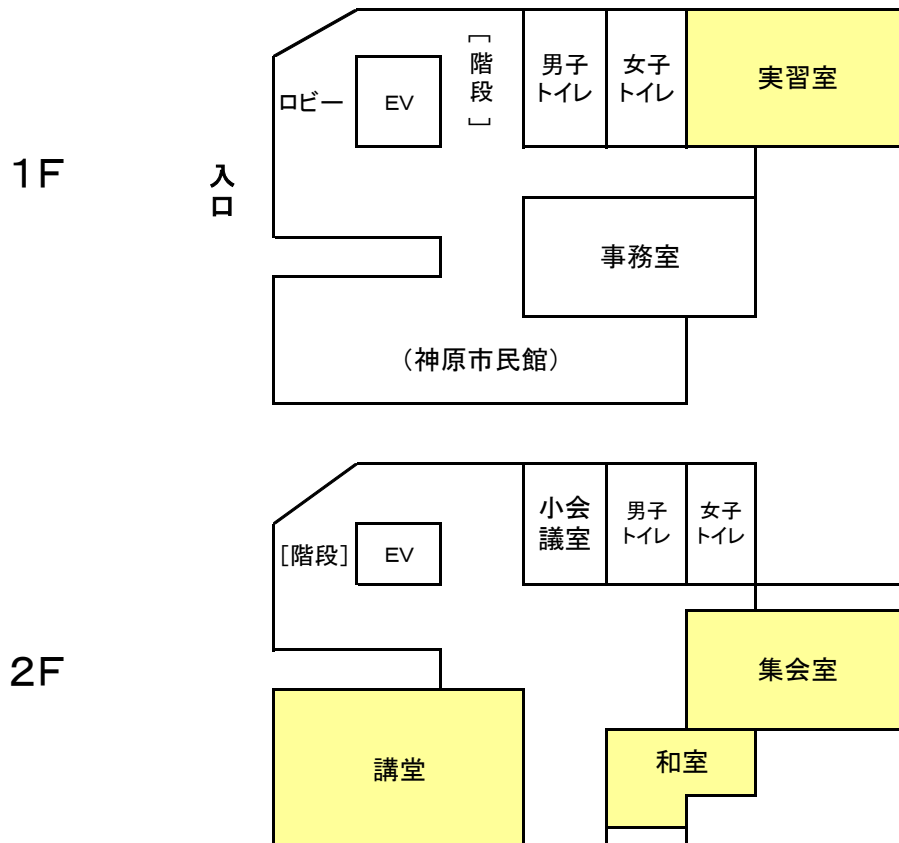 1F
入口
ロビー
EV
[階段]
男子
トイレ
女子
トイレ
実習室
事務室
（神原市民館）
2F
[階段]
EV
小会
議室
男子
トイレ
女子
トイレ
集会室
和室
講堂